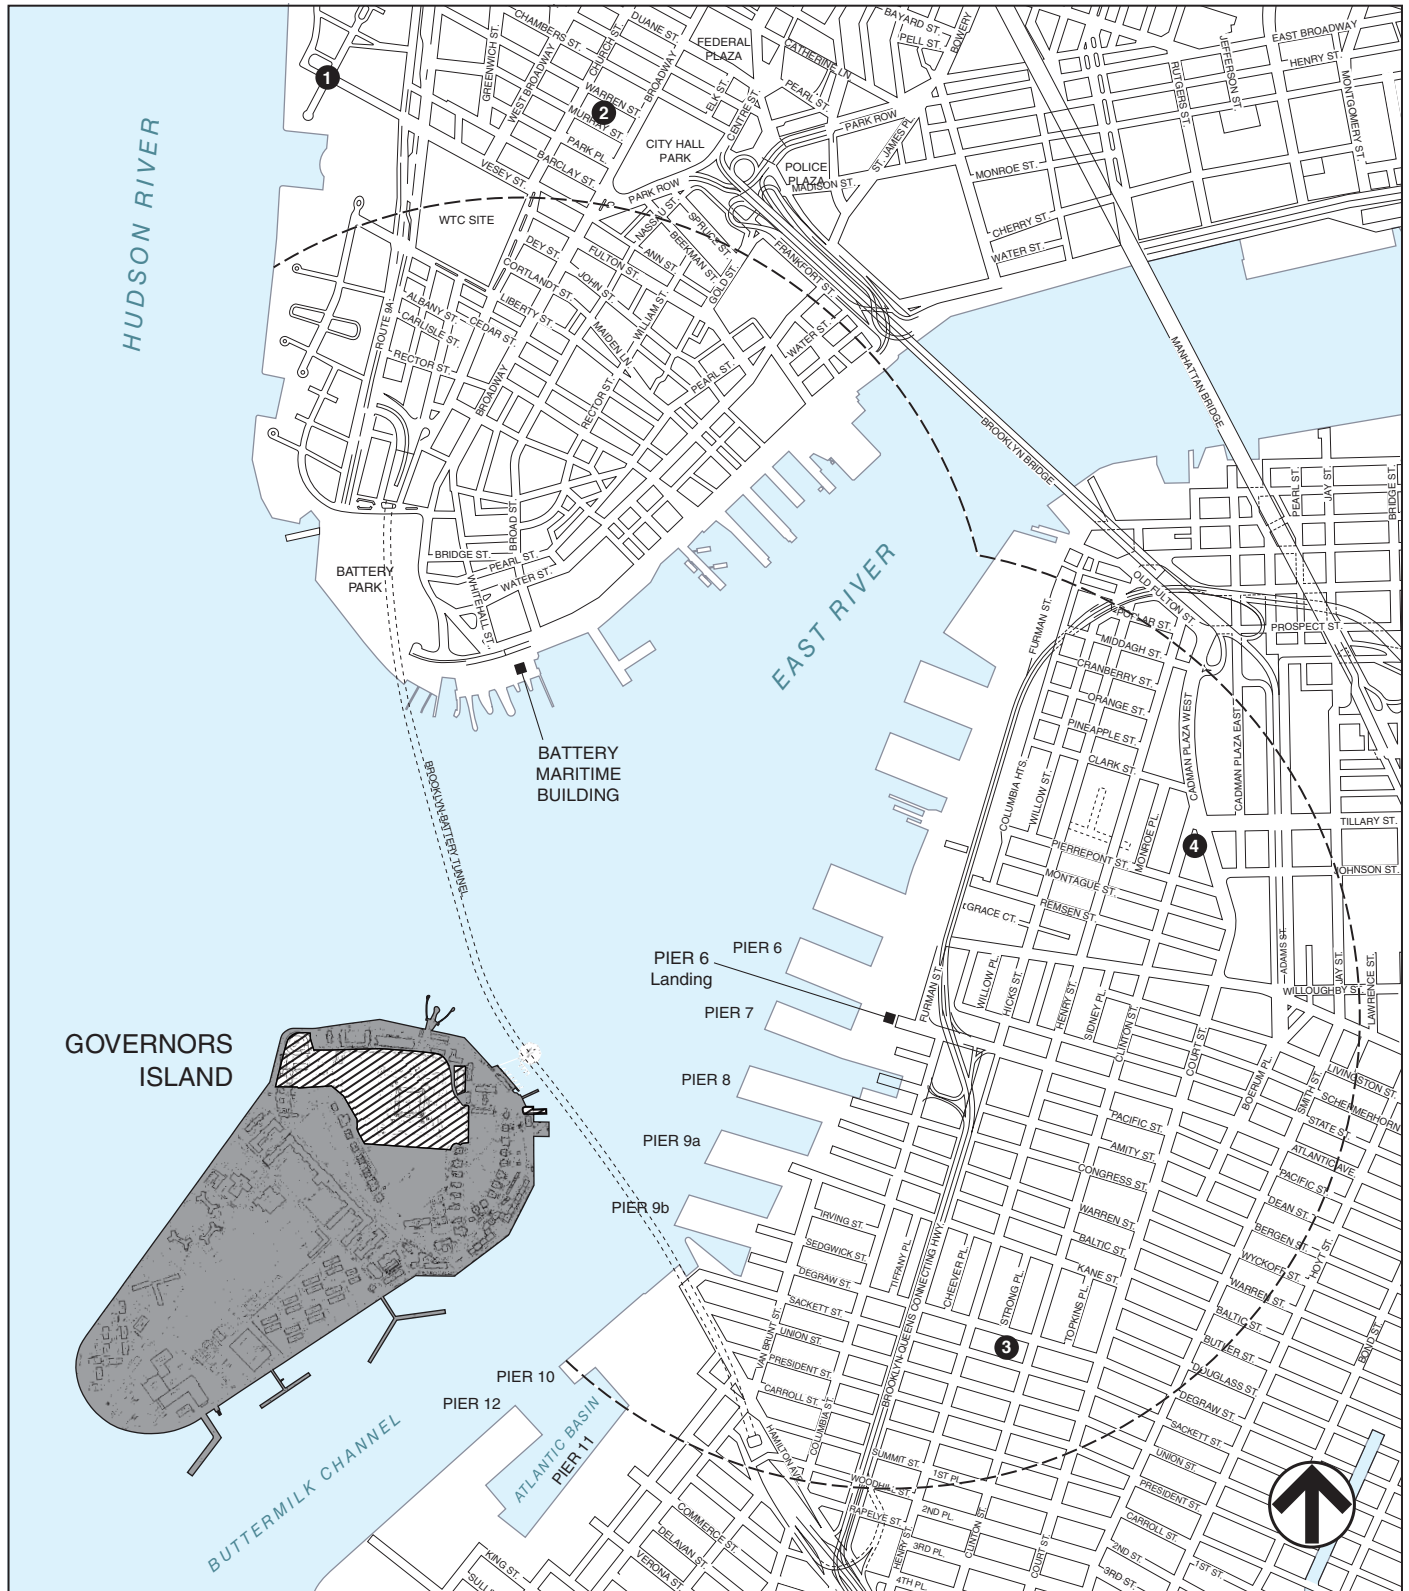 CHAMBERS ST.
DUANE ST.
BAYARD ST.
PELL ST.
BOWERY
EAST BROADWAY
HENRY ST.
GREENWICH ST.
WEST BROADWAY
CHURCH ST.
BROADWAY
FEDERAL
PLAZA
CATHERINE LN
JEFFERSON ST.
RUTGERS ST.
MONTGOMERY ST.
1
2
WARREN ST.
MURRAY ST.
ELK ST.
CENTRE ST.
PEARL ST.
PARK ROW
ST. JAMES PL.
PARK PL.
BARCLAY ST.
VESEY ST.
CITY HALL
PARK
POLICE
PLAZA
MADISON ST.
MONROE ST.
HUDSON RIVER
PARK ROW
WTC SITE
NASSAU ST.
SPRUCE ST.
BEEKMAN ST.
CHERRY ST.
WATER ST.
DEY ST.
FULTON ST.
ANN ST.
GOLD ST.
FRANKFORT ST.
CORTLANDT ST.
JOHN ST.
LIBERTY ST.
WILLIAM ST.
ALBANY ST.
CARLISLE ST.
CEDAR ST.
MAIDEN LN
WATER ST.
ROUTE 9A
RECTOR ST.
BROADWAY
RECTOR ST.
PEARL ST.
MANHATTAN BRIDGE
BROOKLYN BRIDGE
PEARL ST.
JAY ST.
BRIDGE ST.
BROAD ST.
BRIDGE ST.
PEARL ST.
WATER ST.
WHITEHALL ST.
BATTERY
PARK
EAST RIVER
OLD FULTON ST.
FURMAN ST.
POPLAR ST.
PROSPECT ST.
MIDDAGH ST.
CRANBERRY ST.
ORANGE ST.
PINEAPPLE ST.
CLARK ST.
CADMAN PLAZA WEST
CADMAN PLAZA EAST
BATTERY
MARITIME
BUILDING
BROOKLYN-BATTERY TUNNEL
COLUMBIA HTS.
WILLOW ST.
MONROE PL.
TILLARY ST.
4
PIERREPONT ST.
JOHNSON ST.
MONTAGUE ST.
GRACE CT.
REMSEN ST.
PIER 6
PIER 6
Landing
FURMAN ST.
WILLOW PL.
HICKS ST.
HENRY ST.
SIDNEY PL.
CLINTON ST.
COURT ST.
ADAMS ST.
JAY ST.
LAWRENCE ST.
WILLOUGHBY ST.
PIER 7
GOVERNORS
ISLAND
PIER 8
BOERUM PL.
SMITH ST.
LIVINGSTON ST.
SCHERMERHORN
STATE ST.
ATLANTIC AVE.
PIER 9a
PACIFIC ST.
AMITY ST.
CONGRESS ST.
PACIFIC ST.
DEAN ST.
BERGEN ST.
WYCKOFF ST.
HOYT ST.
PIER 9b
IRVING ST.
SEDGWICK ST.
DEGRAW ST.
TIFFANY PL.
BROOKLYN-QUEENS CONNECTING HWY
CHEEVER PL.
STRONG PL.
TOPKINS PL.
WARREN ST.
BALTIC ST.
KANE ST.
WARREN ST.
BALTIC ST.
BUTLER ST.
BOND ST.
SACKETT ST.
UNION ST.
VAN BRUNT ST.
3
PRESIDENT ST.
CARROLL ST.
DOUGLASS ST.
DEGRAW ST.
SACKETT ST.
UNION ST.
PRESIDENT ST.
CARROLL ST.
PIER 10
PIER 12
ATLANTIC BASIN
PIER 11
BUTTERMILK CHANNEL
HAMILTON AV.
COLUMBIA ST.
SUMMIT ST.
WOODHULL ST.
1ST PL.
RAPELYE ST.
2ND PL.
HENRY ST.
3RD PL.
4TH PL.
CLINTON ST.
COURT ST.
2ND ST.
3RD ST.
1ST ST.
COMMERCE ST.
DELAVAN ST.
VERONA ST.
KING ST.